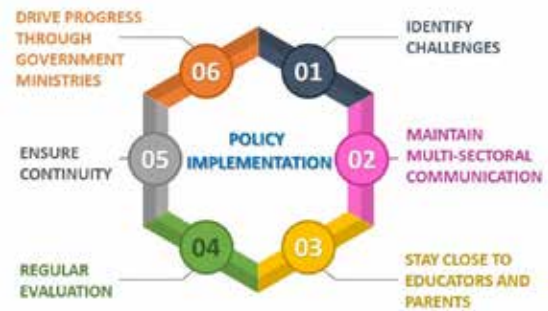 DRIVE PROGRESS
THROUGH
GOVERNMENT
MINISTRIES
06
01
IDENTIFY
CHALLENGES
ENSURE
CONTINUITY
05
POLICY
IMPLEMENTATION
02
MAINTAIN
MULTI-SECTORAL
COMMUNICATION
REGULAR
EVALUATION
04
03
STAY CLOSE TO
EDUCATORS AND
PARENTS